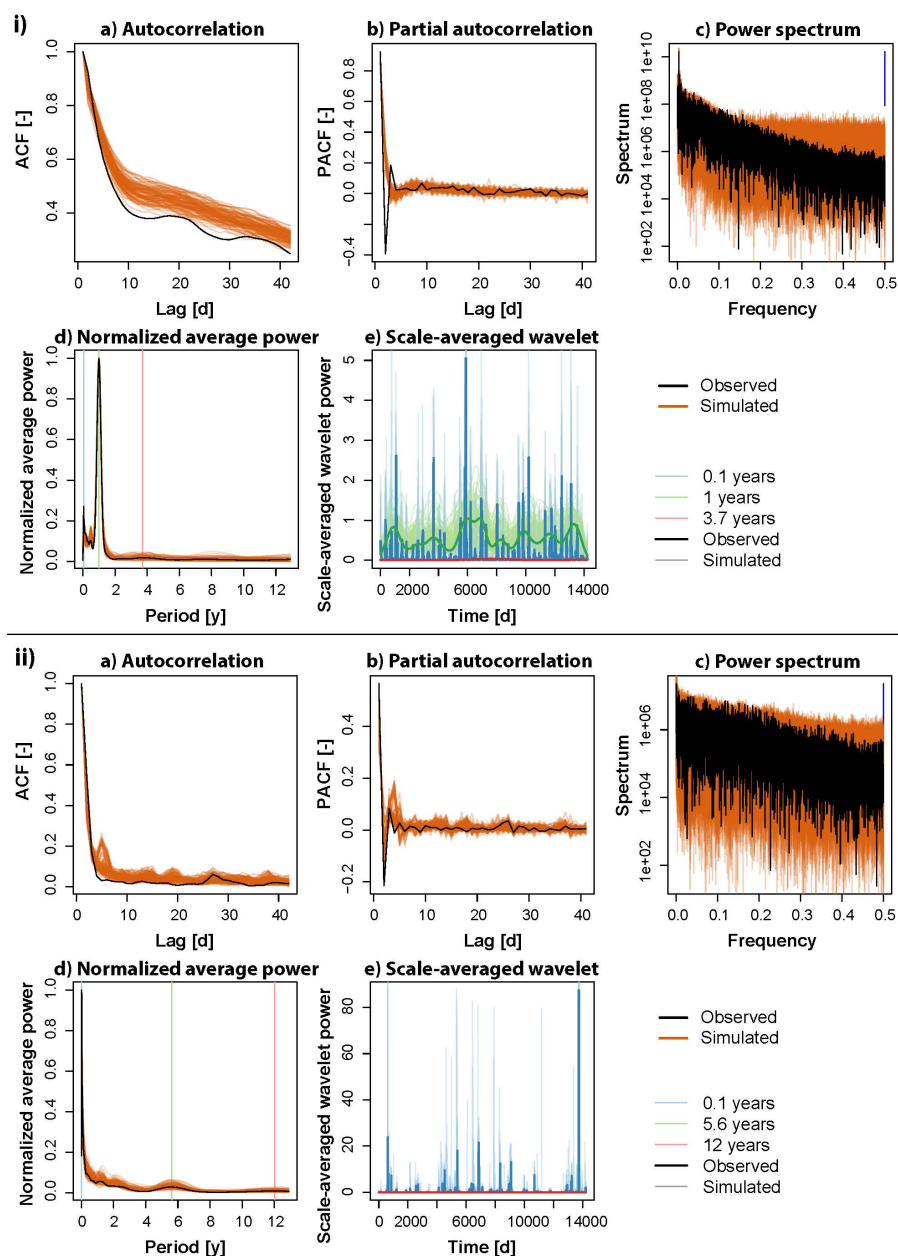 i)
a) Autocorrelation
ACF [-]
1.0
0.8
0.6
0.4
0 10 20 30 40
Lag [d]
b) Partial autocorrelation
PACF [-]
0.8
0.4
0.0
−0.4
0 10 20 30 40
Lag [d]
c) Power spectrum
Spectrum
1e+10
1e+08
1e+06
1e+04
1e+02
0.0 0.1 0.2 0.3 0.4 0.5
Frequency
d) Normalized average power
Normalized average power
1.0
0.8
0.6
0.4
0.2
0.0
0 2 4 6 8 10 12
Period [y]
e) Scale-averaged wavelet
Scale-averaged wavelet power
5
4
3
2
1
0
0 2000 6000 10000 14000
Time [d]
Observed
Simulated
0.1 years
1 years
3.7 years
Observed
Simulated
ii)
a) Autocorrelation
ACF [-]
1.0
0.8
0.6
0.4
0.2
0.0
0 10 20 30 40
Lag [d]
b) Partial autocorrelation
PACF [-]
0.4
0.2
0.0
−0.2
0 10 20 30 40
Lag [d]
c) Power spectrum
Spectrum
1e+06
1e+04
1e+02
0.0 0.1 0.2 0.3 0.4 0.5
Frequency
d) Normalized average power
Normalized average power
1.0
0.8
0.6
0.4
0.2
0.0
0 2 4 6 8 10 12
Period [y]
e) Scale-averaged wavelet
Scale-averaged wavelet power
80
60
40
20
0
0 2000 6000 10000 14000
Time [d]
Observed
Simulated
0.1 years
5.6 years
12 years
Observed
Simulated